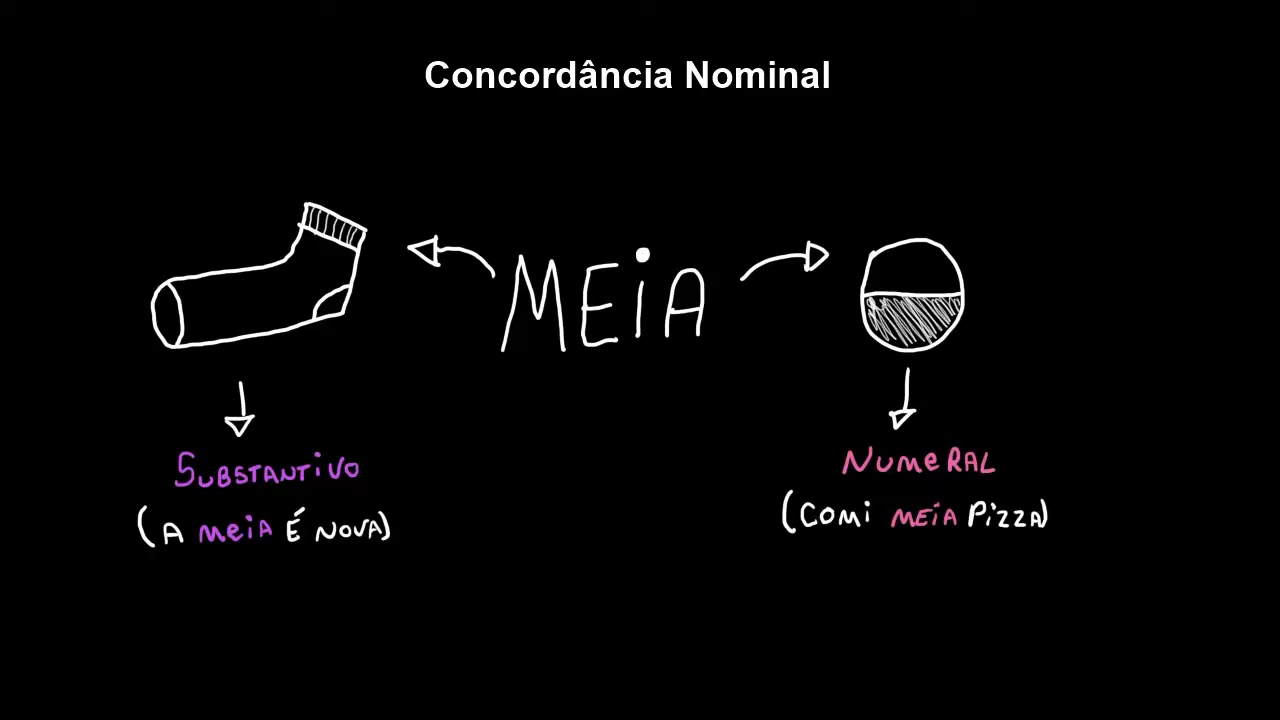 Concordância Nominal
MEIA
SUBSTANTIVO
(A MEIA É NOVA)
NUMERAL
(COMI MEIA PIZZA)